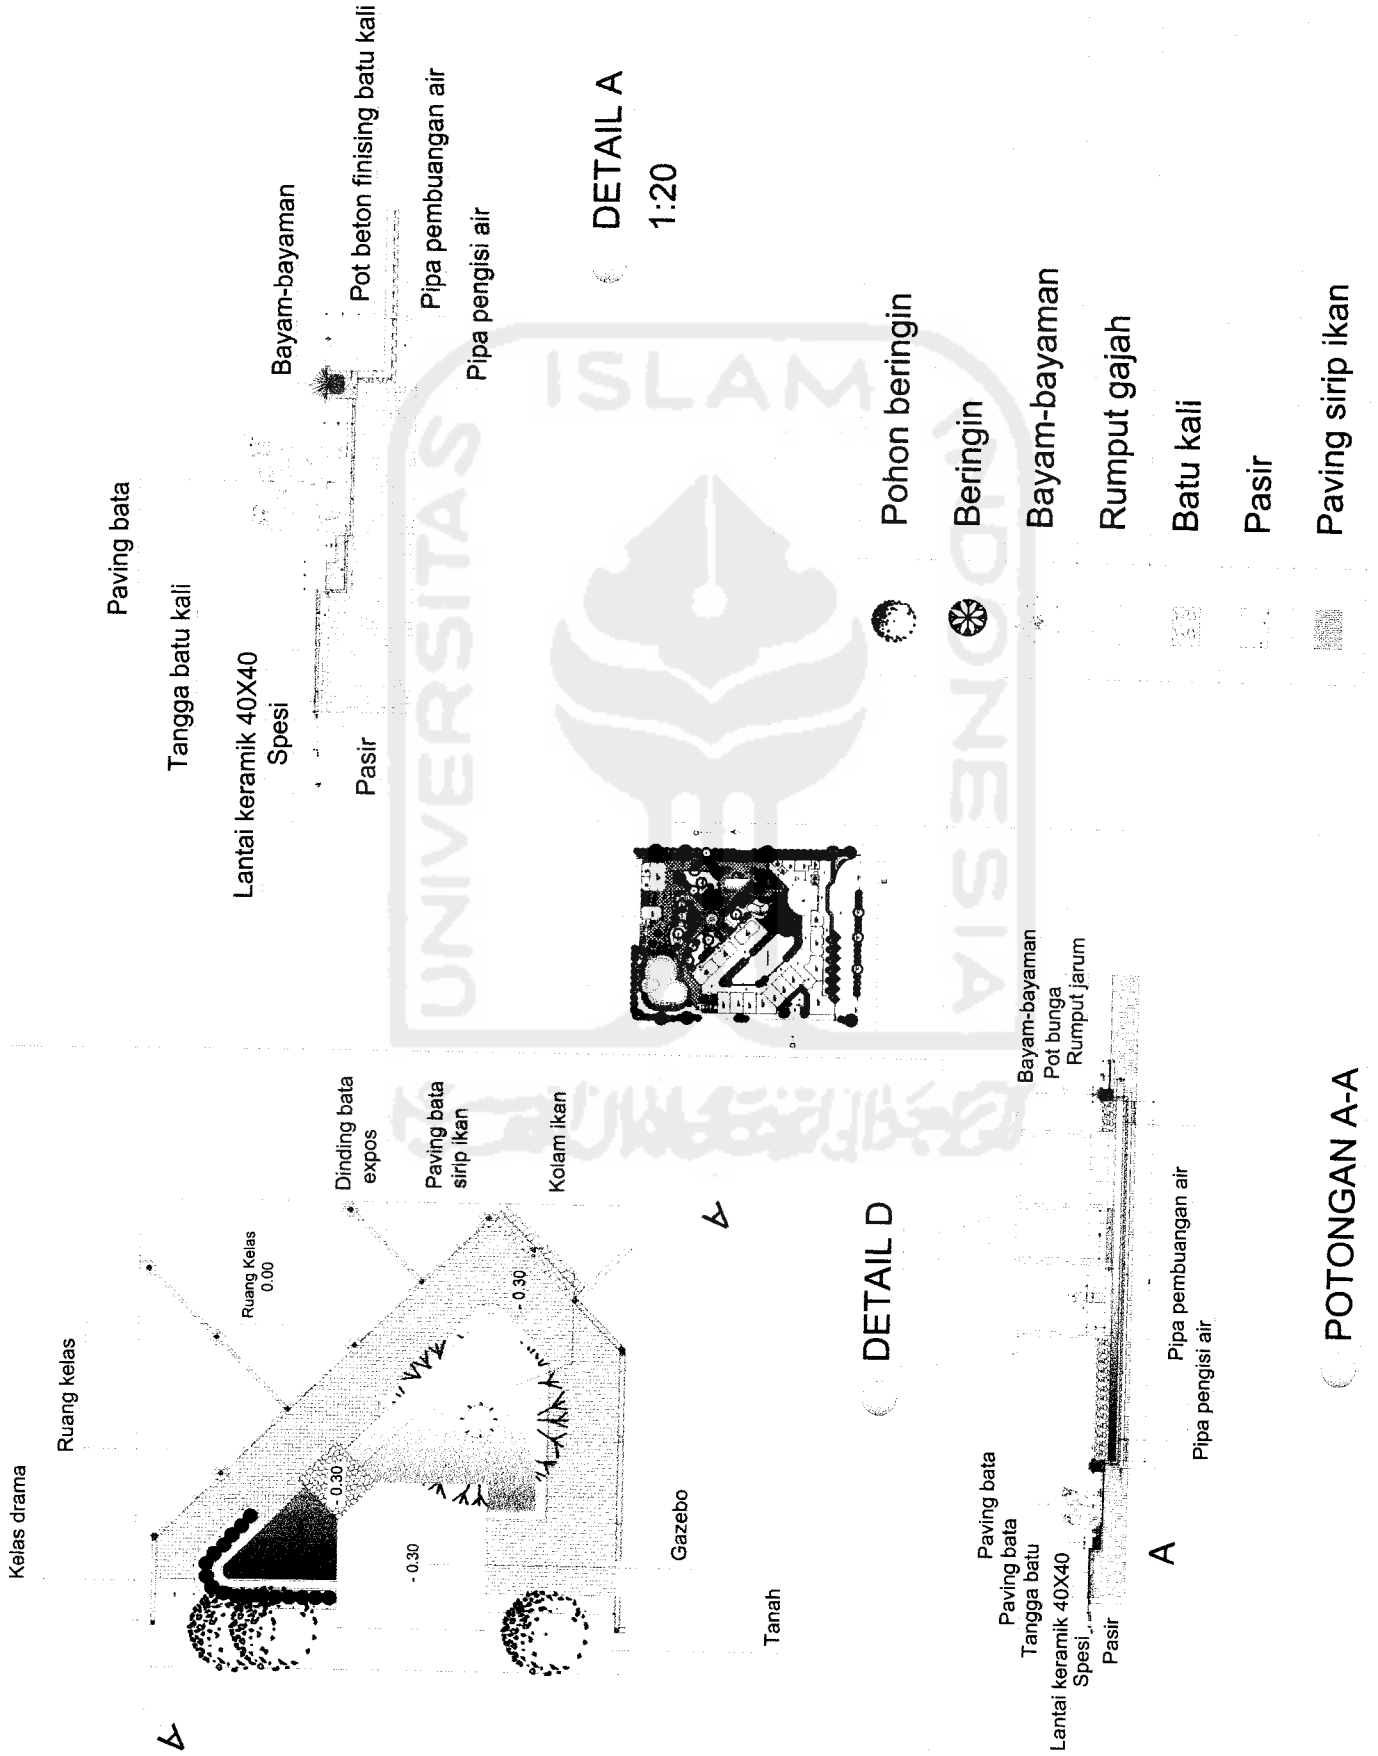 Kelas drama
Ruang kelas
Ruang Kelas
0.00
Dinding bata
expos
Paving bata
sirip ikan
Kolam ikan
- 0.30
- 0.30
- 0.30
Gazebo
Tanah
A
A
DETAIL D
Paving bata
Tangga batu kali
Lantai keramik 40X40
Spesi
Pasir
Bayam-bayaman
Pot beton finising batu kali
Pipa pembuangan air
Pipa pengisi air
DETAIL A
1:20
Paving bata
Paving bata
Tangga batu
Lantai keramik 40X40
Spesi
Pasir
A
Bayam-bayaman
Pot bunga
Rumput jarum
Pipa pembuangan air
Pipa pengisi air
POTONGAN A-A
Pohon beringin
Beringin
Bayam-bayaman
Rumput gajah
Batu kali
Pasir
Paving sirip ikan
UNIVERSITAS
ISLAM
INDONESIA